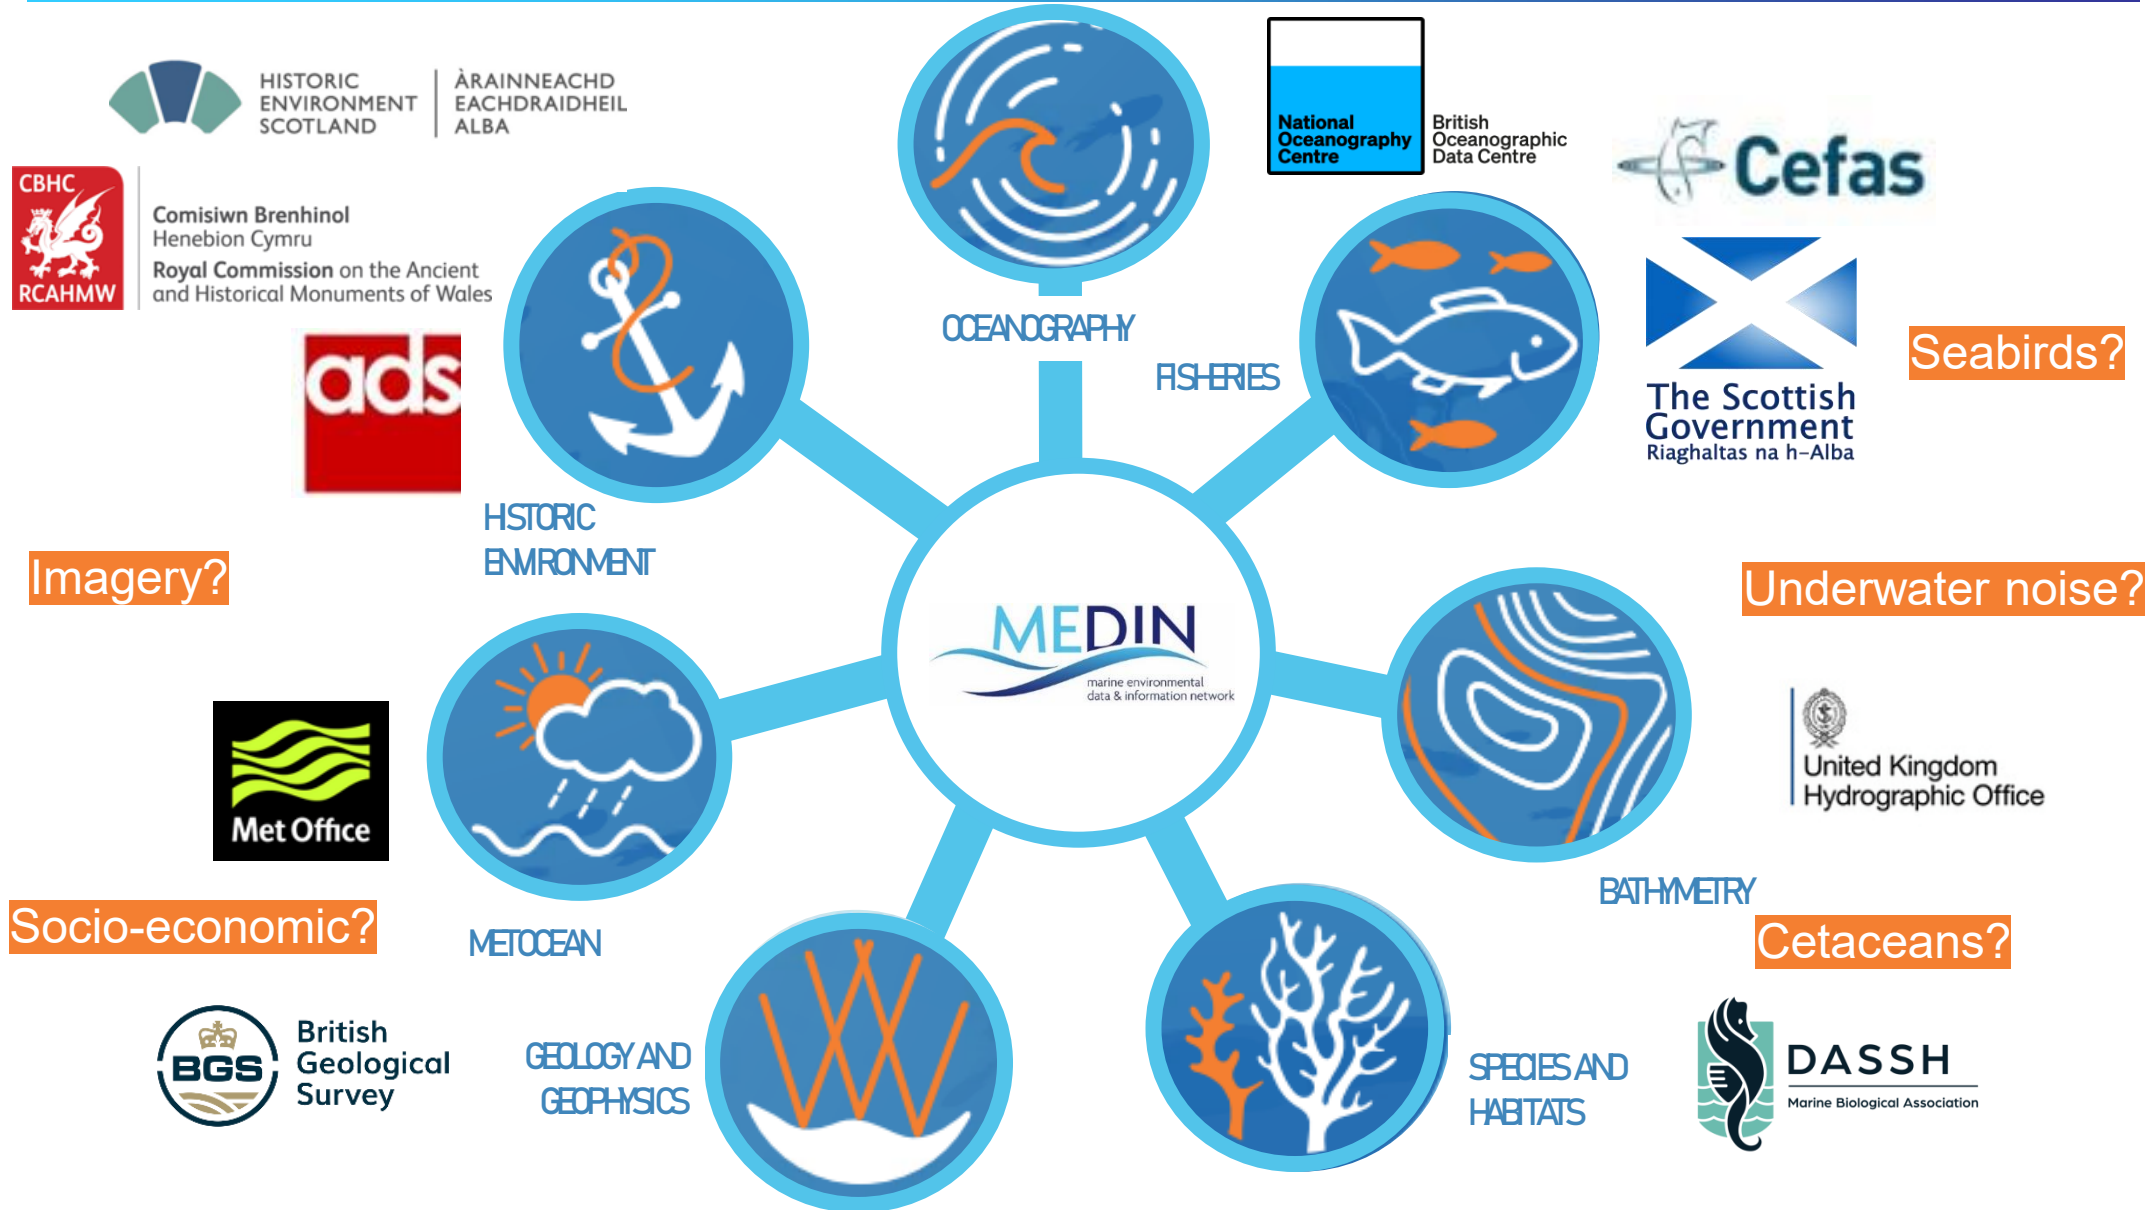 HISTORIC
ENVIRONMENT
SCOTLAND
ÀRAINNEACHD
EACHDRAIDHEIL
ALBA
CBHC
RCAHMW
Comisiwn Brenhinol
Henebion Cymru
Royal Commission on the Ancient
and Historical Monuments of Wales
ads
HISTORIC
ENVIRONMENT
OCEANOGRAPHY
National
Oceanography
Centre
British
Oceanographic
Data Centre
FISHERIES
Cefas
The Scottish
Government
Riaghaltas na h-Alba
Seabirds?
Imagery?
Underwater noise?
MEDIN
marine environmental
data & information network
Met Office
METOCEAN
United Kingdom
Hydrographic Office
BATHYMETRY
Socio-economic?
Cetaceans?
BGS
British
Geological
Survey
GEOLOGY AND
GEOPHYSICS
SPECIES AND
HABITATS
DASSH
Marine Biological Association